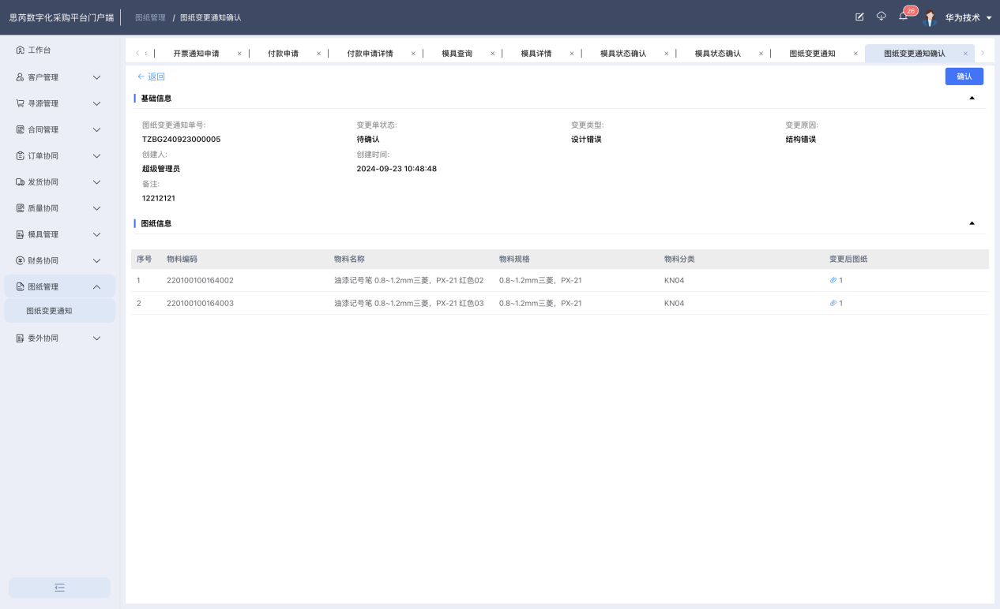 思芮数字化采购平台门户端
图纸管理 / 图纸变更通知确认
26
华为技术
工作台
客户管理
寻源管理
合同管理
订单协同
发货协同
质量协同
模具管理
财务协同
图纸管理
图纸变更通知
委外协同
开票通知申请 × 付款申请 × 付款申请详情 × 模具查询 × 模具详情 × 模具状态确认 × 模具状态确认 × 图纸变更通知 × 图纸变更通知确认 ×
返回
确认
基础信息
图纸变更通知单号: 变更单状态: 变更类型: 变更原因:
TZBG240923000005 待确认 设计错误 结构错误
创建人: 创建时间:
超级管理员 2024-09-23 10:48:48
备注:
12212121
图纸信息
序号 物料编码 物料名称 物料规格 物料分类 变更后图纸
1 220100100164002 油漆记号笔 0.8~1.2mm三菱，PX-21 红色02 0.8~1.2mm三菱，PX-21 KN04 1
2 220100100164003 油漆记号笔 0.8~1.2mm三菱，PX-21 红色03 0.8~1.2mm三菱，PX-21 KN04 1